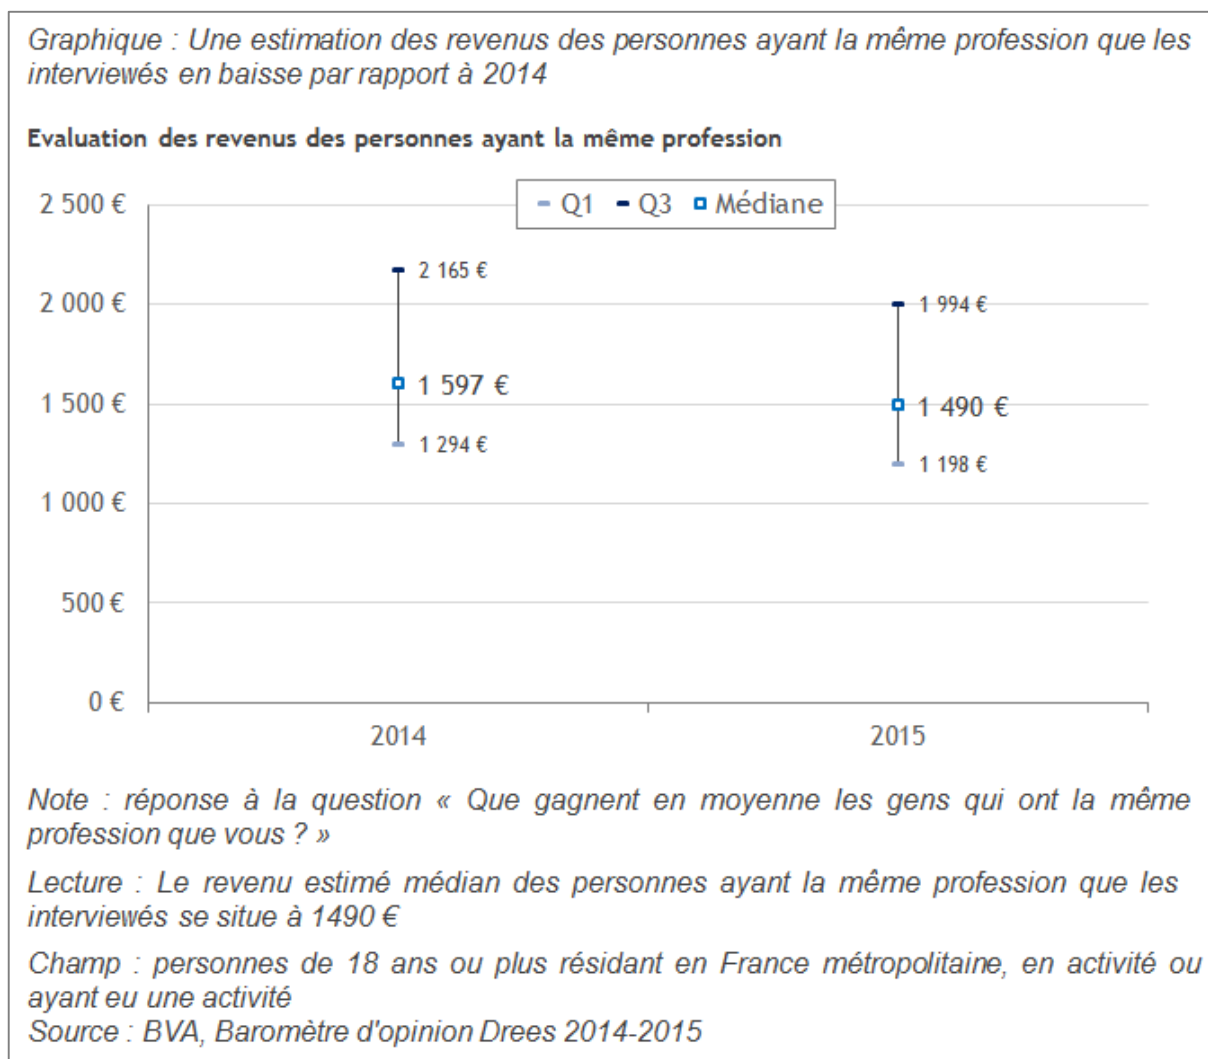 Graphique : Une estimation des revenus des personnes ayant la même profession que les
interviewés en baisse par rapport à 2014
Evaluation des revenus des personnes ayant la même profession
Q1 Q3 Médiane
2 500 €
2 165 €
2 000 €
1 994 €
1 597 €
1 500 €
1 490 €
1 294 €
1 198 €
1 000 €
500 €
0 €
2014 2015
Note : réponse à la question « Que gagnent en moyenne les gens qui ont la même
profession que vous ? »
Lecture : Le revenu estimé médian des personnes ayant la même profession que les
interviewés se situe à 1490 €
Champ : personnes de 18 ans ou plus résidant en France métropolitaine, en activité ou
ayant eu une activité
Source : BVA, Baromètre d'opinion Drees 2014-2015